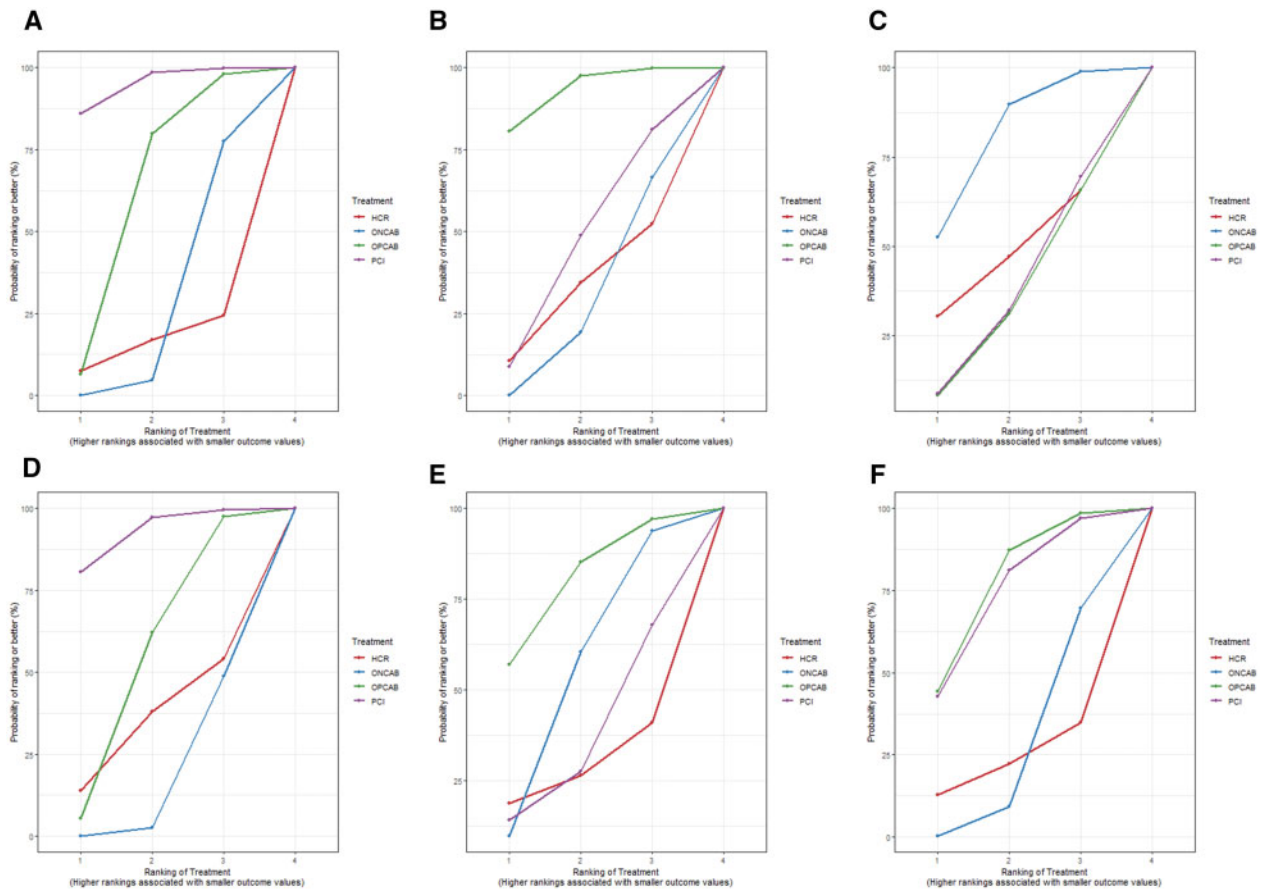 A
Probability of ranking or better (%)
100
75
50
25
0
1 2 3 4
Ranking of Treatment
(Higher rankings associated with smaller outcome values)
Treatment
HCR
ONCAB
OPCAB
PCI
B
Probability of ranking or better (%)
100
75
50
25
0
1 2 3 4
Ranking of Treatment
(Higher rankings associated with smaller outcome values)
Treatment
HCR
ONCAB
OPCAB
PCI
C
Probability of ranking or better (%)
100
75
50
25
1 2 3 4
Ranking of Treatment
(Higher rankings associated with smaller outcome values)
Treatment
HCR
ONCAB
OPCAB
PCI
D
Probability of ranking or better (%)
100
75
50
25
0
1 2 3 4
Ranking of Treatment
(Higher rankings associated with smaller outcome values)
Treatment
HCR
ONCAB
OPCAB
PCI
E
Probability of ranking or better (%)
100
75
50
25
1 2 3 4
Ranking of Treatment
(Higher rankings associated with smaller outcome values)
Treatment
HCR
ONCAB
OPCAB
PCI
F
Probability of ranking or better (%)
100
75
50
25
0
1 2 3 4
Ranking of Treatment
(Higher rankings associated with smaller outcome values)
Treatment
HCR
ONCAB
OPCAB
PCI